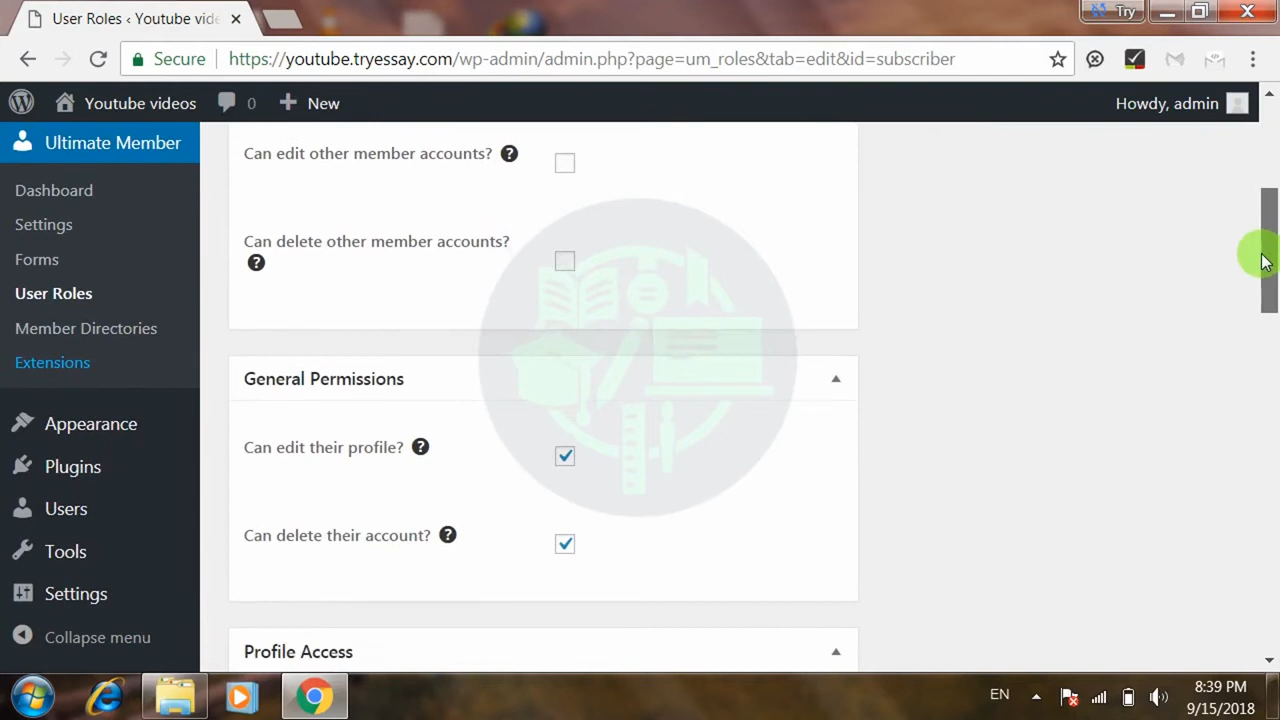 User Roles ‹ Youtube vide
Try
Secure
https://youtube.tryessay.com/wp-admin/admin.php?page=um_roles&tab=edit&id=subscriber
Youtube videos
0
New
Howdy, admin
Ultimate Member
Dashboard
Settings
Forms
User Roles
Member Directories
Extensions
Appearance
Plugins
Users
Tools
Settings
Collapse menu
Can edit other member accounts? ?
Can delete other member accounts?
?
General Permissions
Can edit their profile? ?
Can delete their account? ?
Profile Access
EN
8:39 PM
9/15/2018